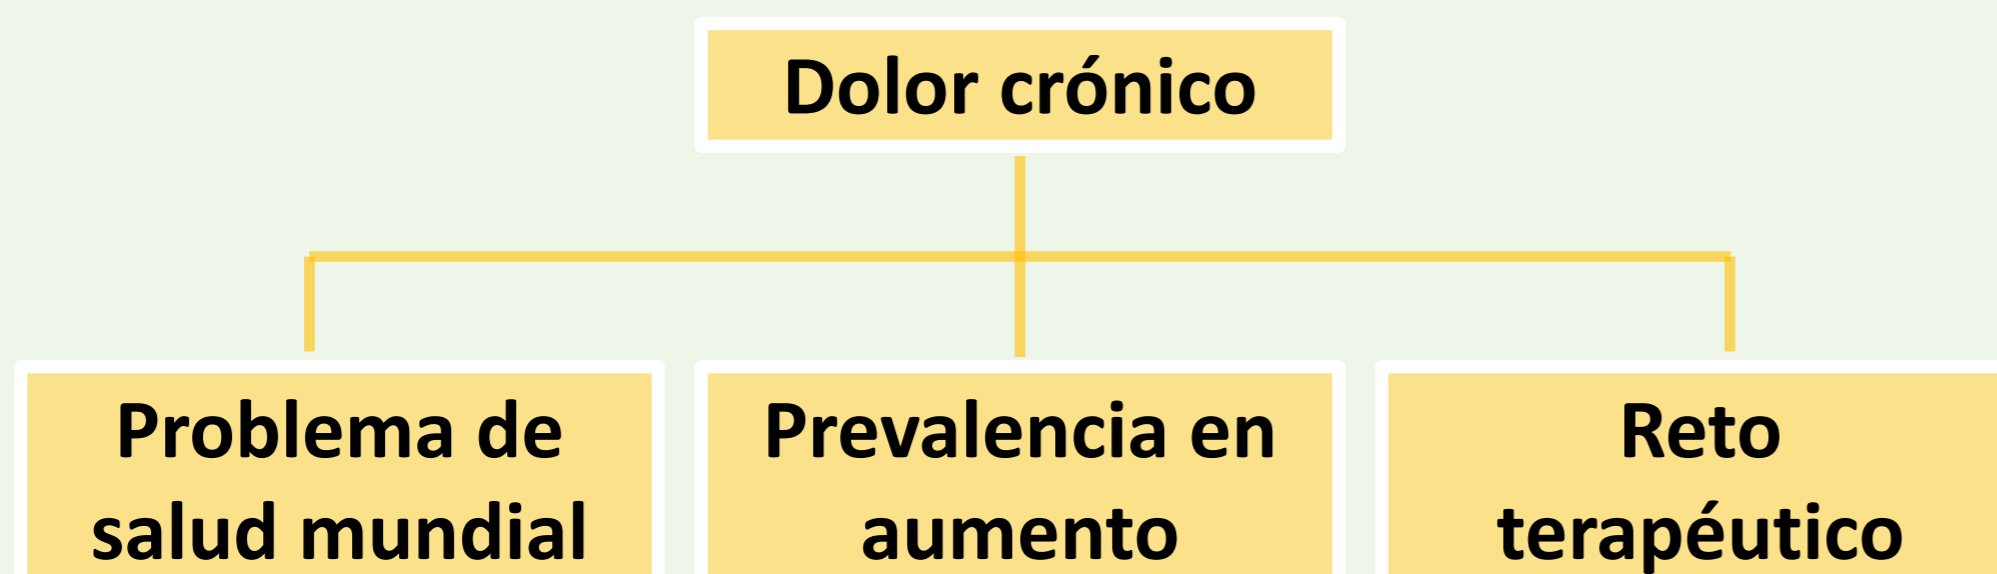 Dolor crónico
Problema de
salud mundial
Prevalencia en
aumento
Reto
terapéutico